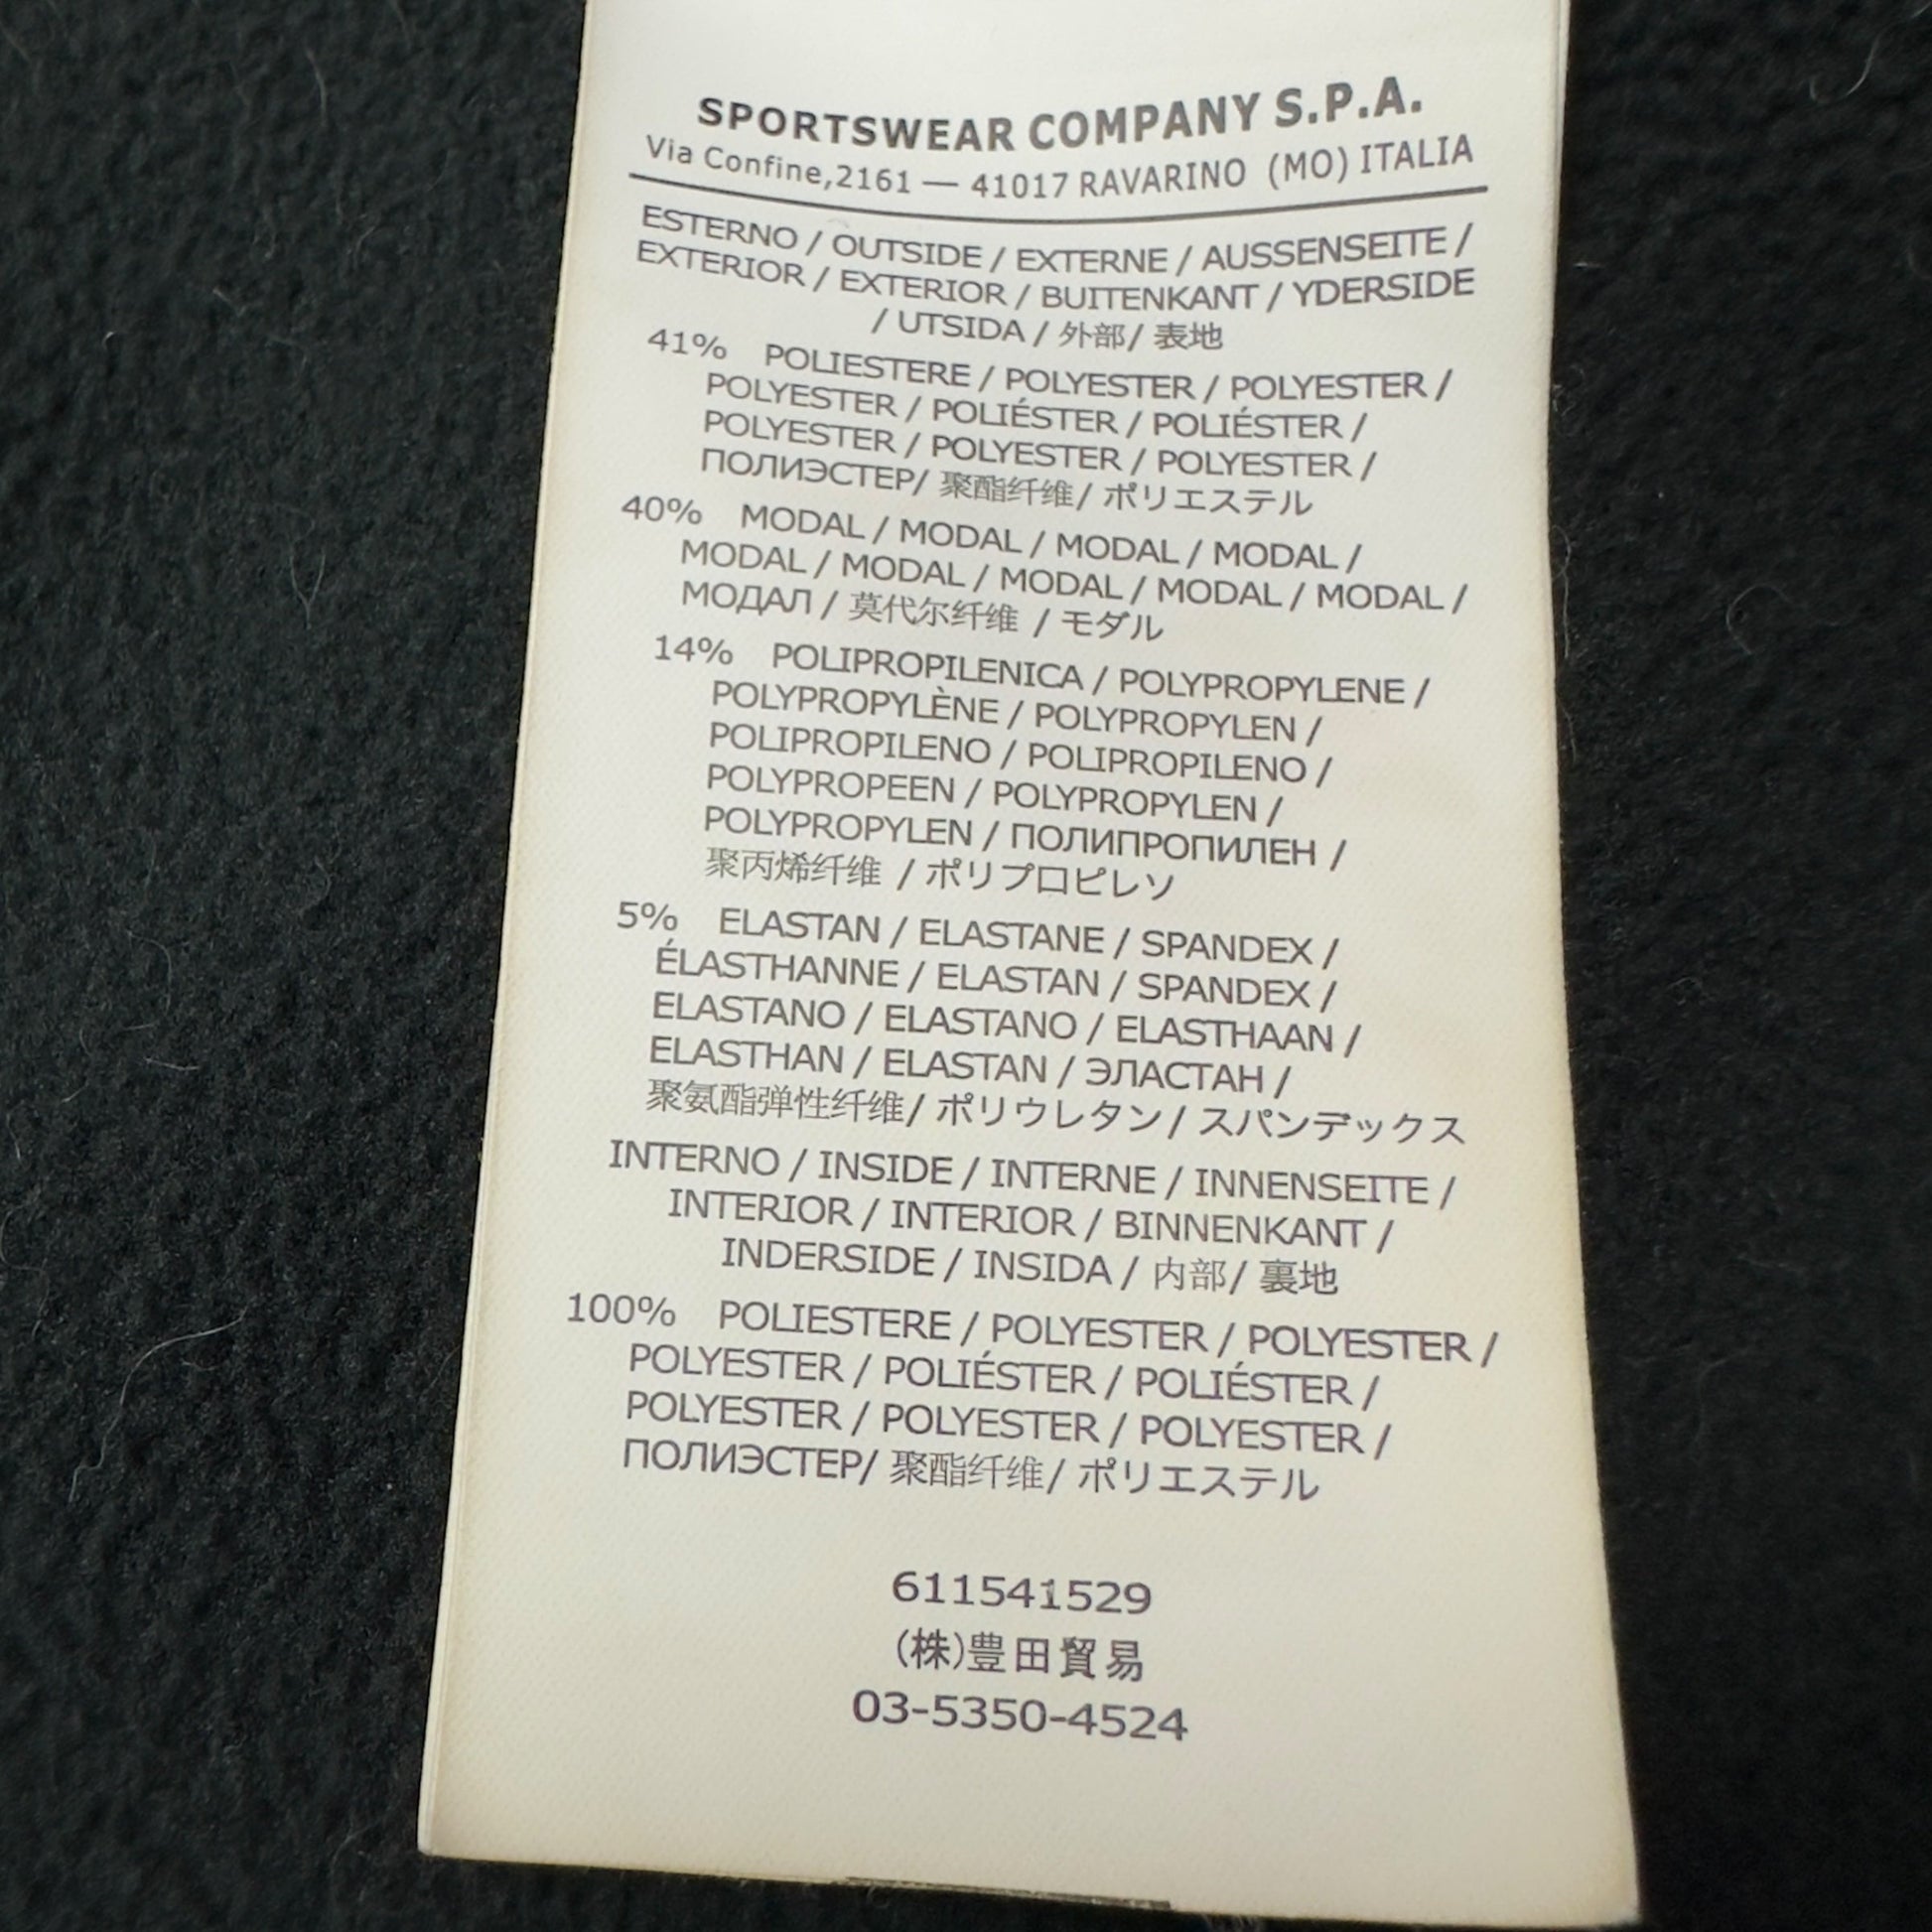 SPORTSWEAR COMPANY S.P.A.
Via Confine,2161 — 41017 RAVARINO (MO) ITALIA
ESTERNO / OUTSIDE / EXTERNE / AUSSENSEITE /
EXTERIOR / EXTERIOR / BUITENKANT / YDERSIDE
/ UTSIDA / 外部/ 表地
41% POLIESTERE / POLYESTER / POLYESTER /
POLYESTER / POLIÉSTER / POLIÉSTER /
POLYESTER / POLYESTER / POLYESTER /
ПОЛИЭСТЕР/ 聚酯纤维/ ポリエステル
40% MODAL / MODAL / MODAL / MODAL /
MODAL / MODAL / MODAL / MODAL / MODAL /
МОДАЛ / 莫代尔纤维 / モダル
14% POLIPROPILENICA / POLYPROPYLENE /
POLYPROPYLÈNE / POLYPROPYLEN /
POLIPROPILENO / POLIPROPILENO /
POLYPROPEEN / POLYPROPYLEN /
POLYPROPYLEN / ПОЛИПРОПИЛЕН /
聚丙烯纤维 / ポリプロピレソ
5% ELASTAN / ELASTANE / SPANDEX /
ÉLASTHANNE / ELASTAN / SPANDEX /
ELASTANO / ELASTANO / ELASTHAAN /
ELASTHAN / ELASTAN / ЭЛАСТАН /
聚氨酯弹性纤维/ ポリウレタン/ スパンデックス
INTERNO / INSIDE / INTERNE / INNENSEITE /
INTERIOR / INTERIOR / BINNENKANT /
INDERSIDE / INSIDA / 内部/ 裏地
100% POLIESTERE / POLYESTER / POLYESTER /
POLYESTER / POLIÉSTER / POLIÉSTER /
POLYESTER / POLYESTER / POLYESTER /
ПОЛИЭСТЕР/ 聚酯纤维/ ポリエステル
611541529
(株)豊田貿易
03-5350-4524